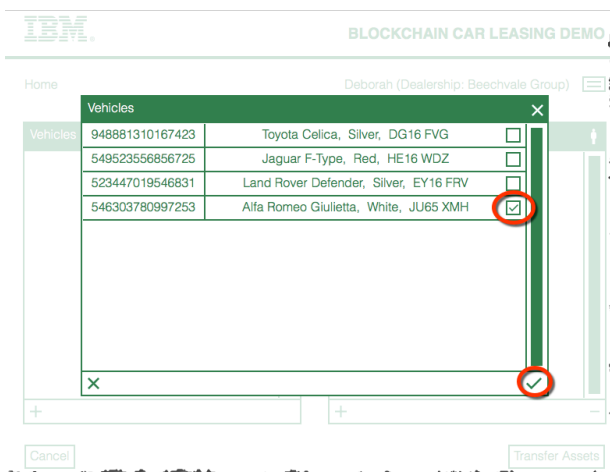 IBM.
BLOCKCHAIN CAR LEASING DEMO
Home
Deborah (Dealership: Beechvale Group)
Vehicles
Vehicles
948881310167423 Toyota Celica, Silver, DG16 FVG
549523556856725 Jaguar F-Type, Red, HE16 WDZ
523447019546831 Land Rover Defender, Silver, EY16 FRV
546303780997253 Alfa Romeo Giulietta, White, JU65 XMH
Cancel
Transfer Assets